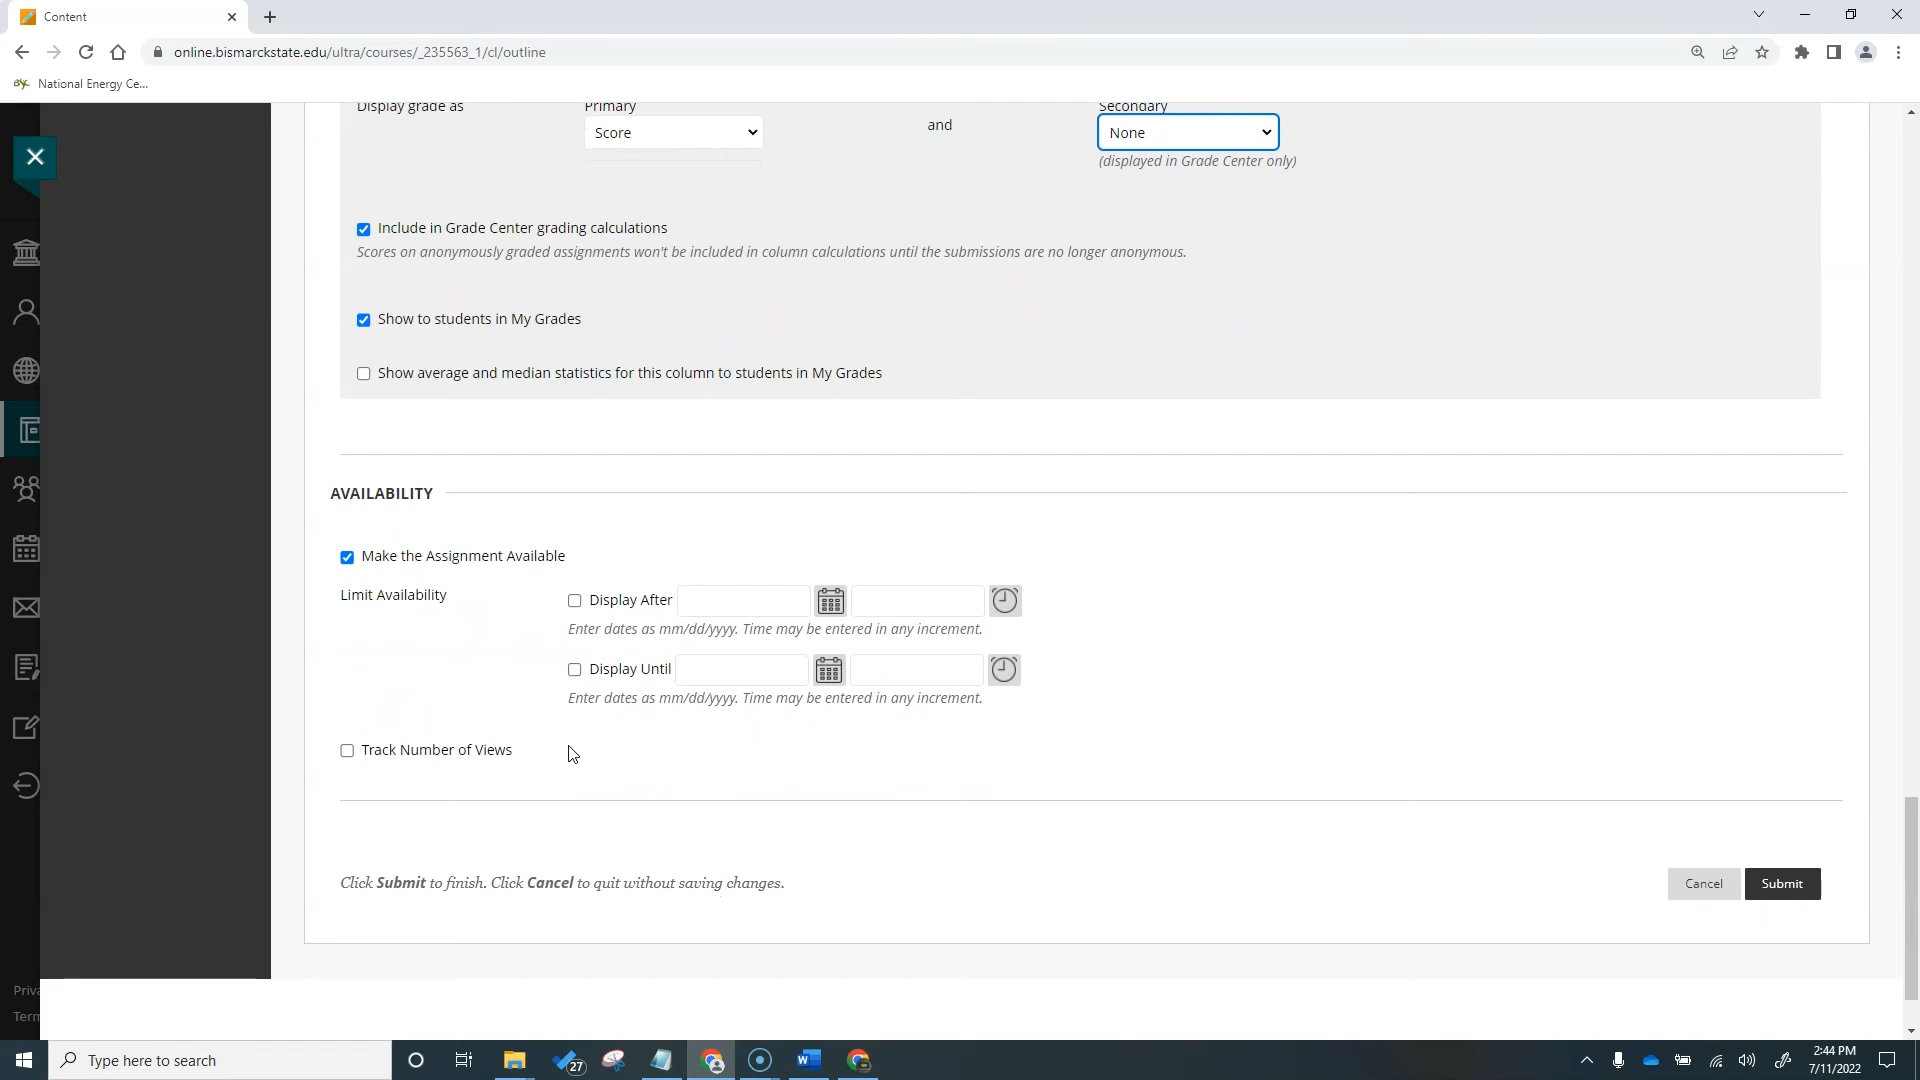 Content
online.bismarckstate.edu/ultra/courses/_235563_1/cl/outline
National Energy Ce...
Display grade as
Primary
Secondary
Score
and
None
(displayed in Grade Center only)
Include in Grade Center grading calculations
Scores on anonymously graded assignments won't be included in column calculations until the submissions are no longer anonymous.
Show to students in My Grades
Show average and median statistics for this column to students in My Grades
AVAILABILITY
Make the Assignment Available
Limit Availability
Display After
Enter dates as mm/dd/yyyy. Time may be entered in any increment.
Display Until
Enter dates as mm/dd/yyyy. Time may be entered in any increment.
Track Number of Views
Click Submit to finish. Click Cancel to quit without saving changes.
Cancel
Submit
Priva
Term
Type here to search
27
2:44 PM
7/11/2022